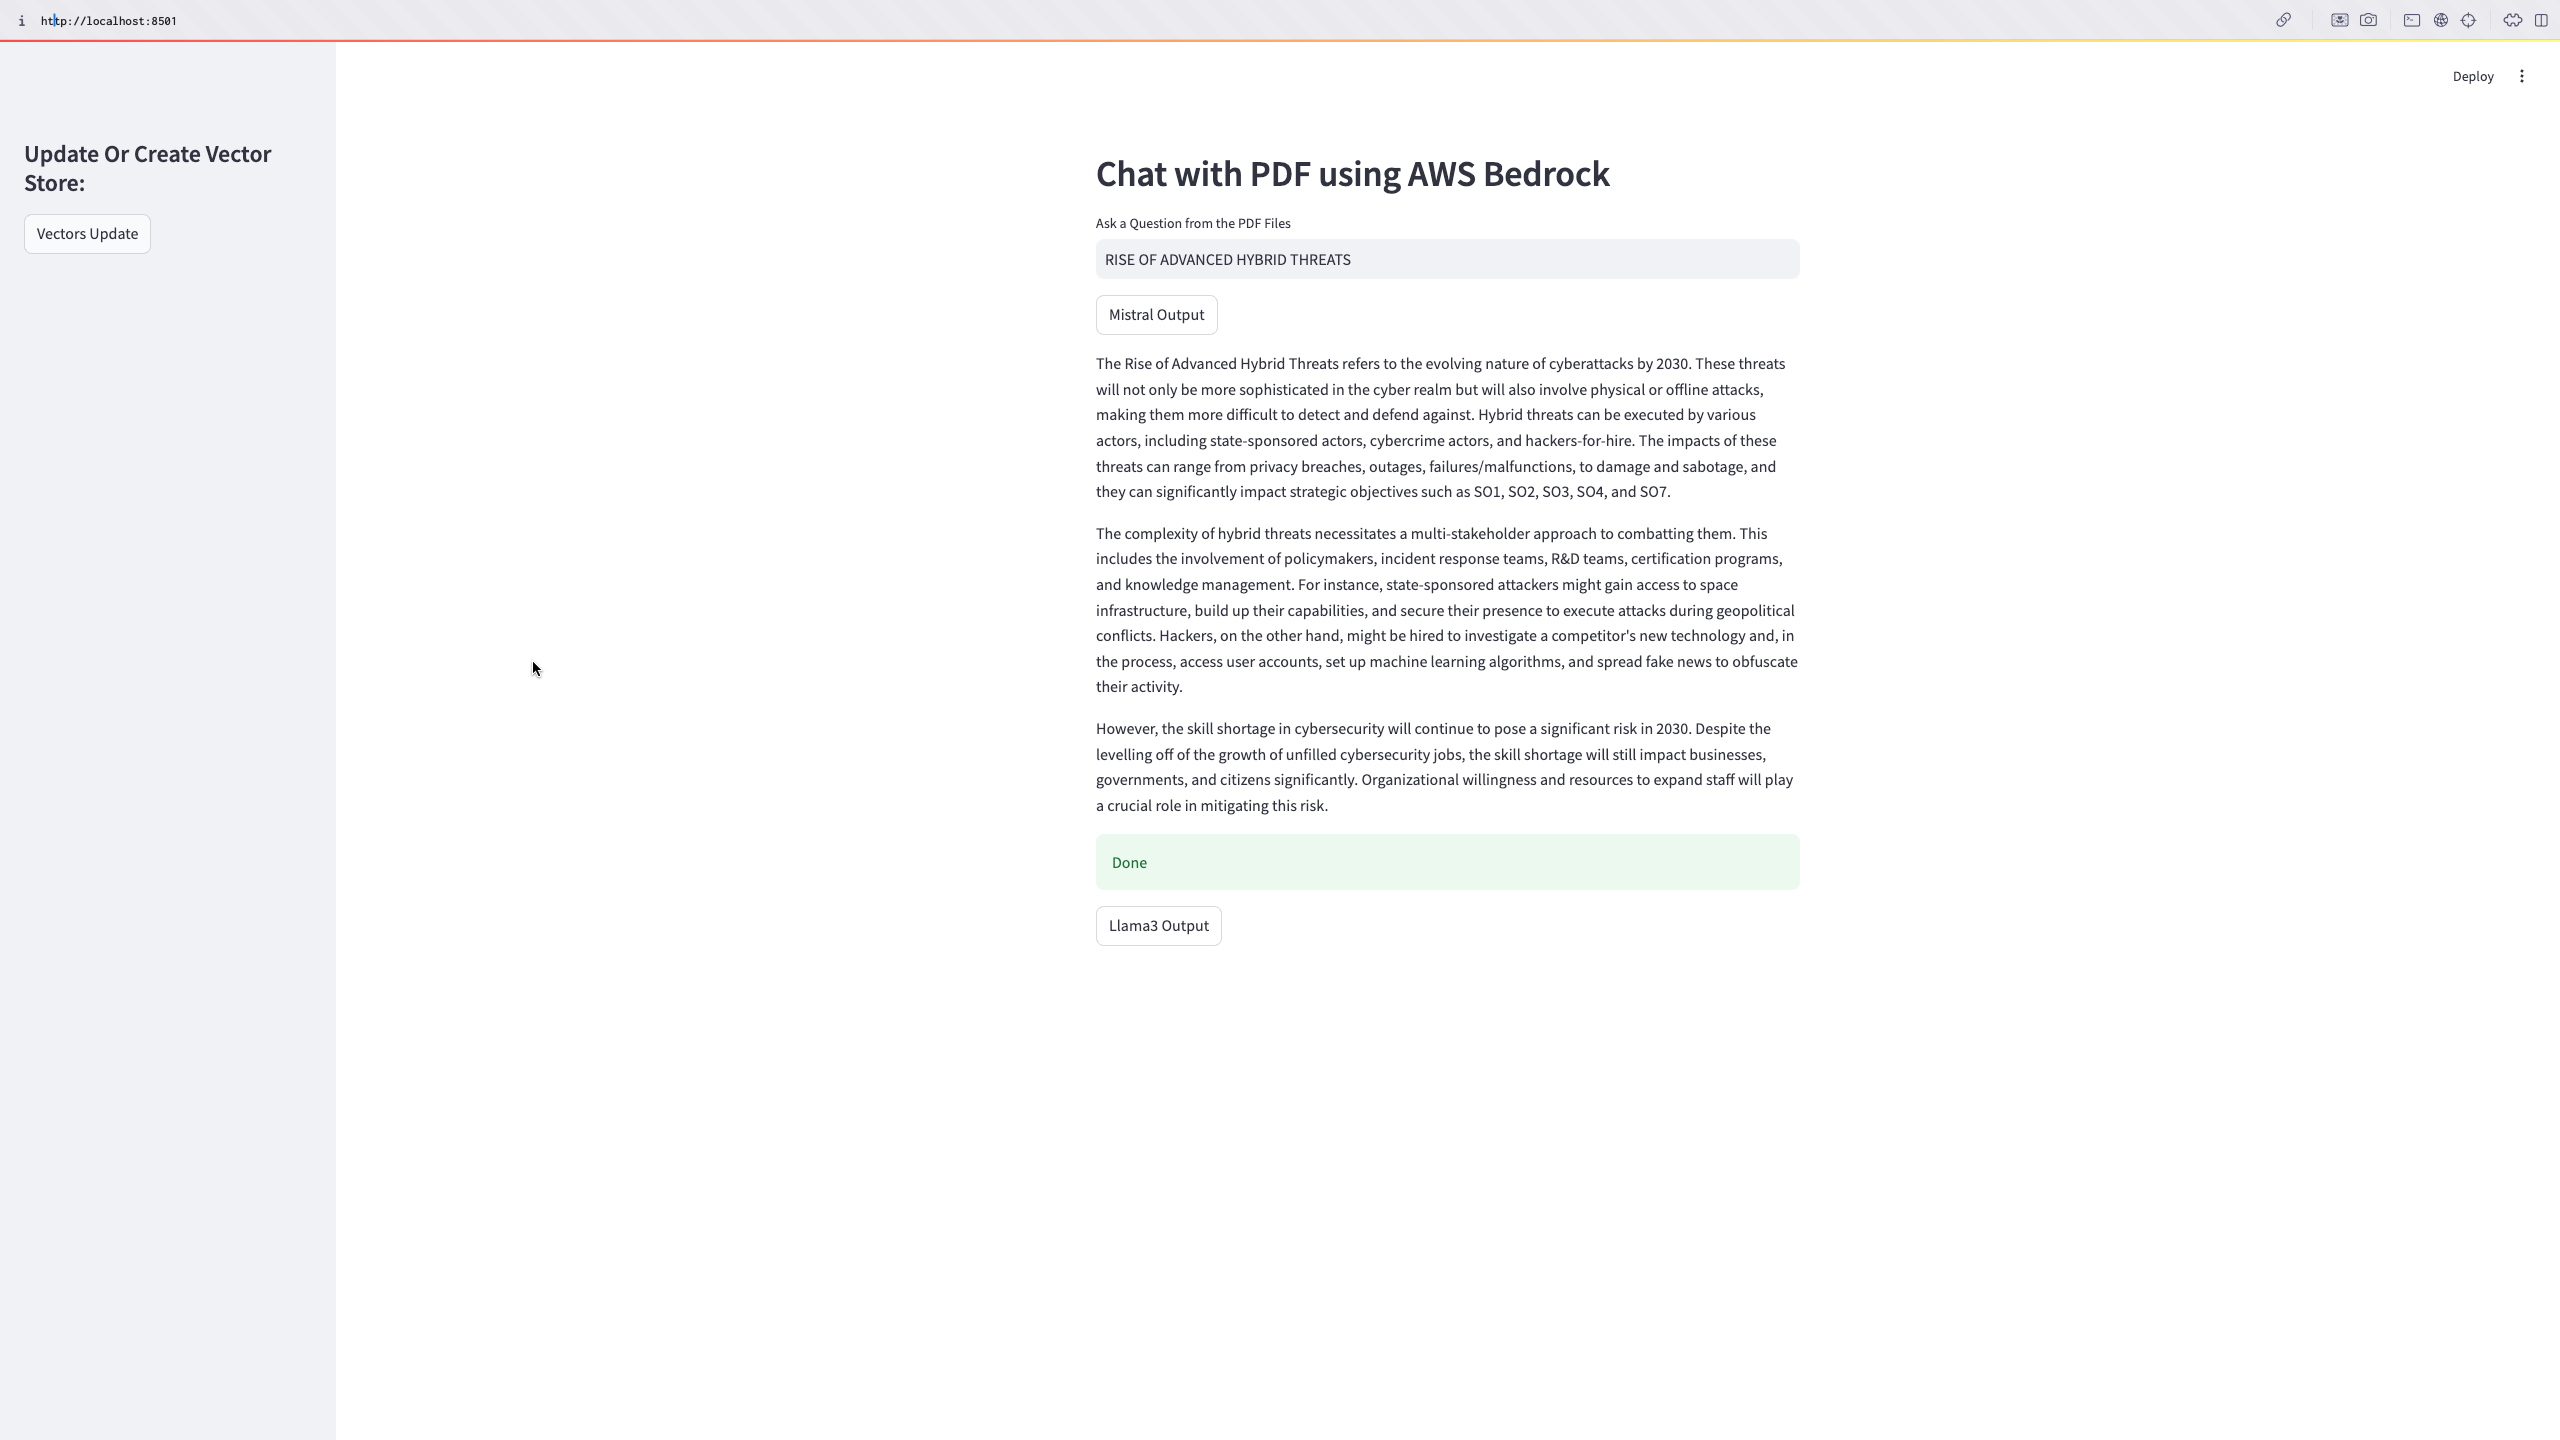 i http://localhost:8501
Deploy
Update Or Create Vector
Store:
Vectors Update
Chat with PDF using AWS Bedrock
Ask a Question from the PDF Files
RISE OF ADVANCED HYBRID THREATS
Mistral Output
The Rise of Advanced Hybrid Threats refers to the evolving nature of cyberattacks by 2030. These threats
will not only be more sophisticated in the cyber realm but will also involve physical or offline attacks,
making them more difficult to detect and defend against. Hybrid threats can be executed by various
actors, including state-sponsored actors, cybercrime actors, and hackers-for-hire. The impacts of these
threats can range from privacy breaches, outages, failures/malfunctions, to damage and sabotage, and
they can significantly impact strategic objectives such as SO1, SO2, SO3, SO4, and SO7.
The complexity of hybrid threats necessitates a multi-stakeholder approach to combatting them. This
includes the involvement of policymakers, incident response teams, R&D teams, certification programs,
and knowledge management. For instance, state-sponsored attackers might gain access to space
infrastructure, build up their capabilities, and secure their presence to execute attacks during geopolitical
conflicts. Hackers, on the other hand, might be hired to investigate a competitor's new technology and, in
the process, access user accounts, set up machine learning algorithms, and spread fake news to obfuscate
their activity.
However, the skill shortage in cybersecurity will continue to pose a significant risk in 2030. Despite the
levelling off of the growth of unfilled cybersecurity jobs, the skill shortage will still impact businesses,
governments, and citizens significantly. Organizational willingness and resources to expand staff will play
a crucial role in mitigating this risk.
Done
Llama3 Output